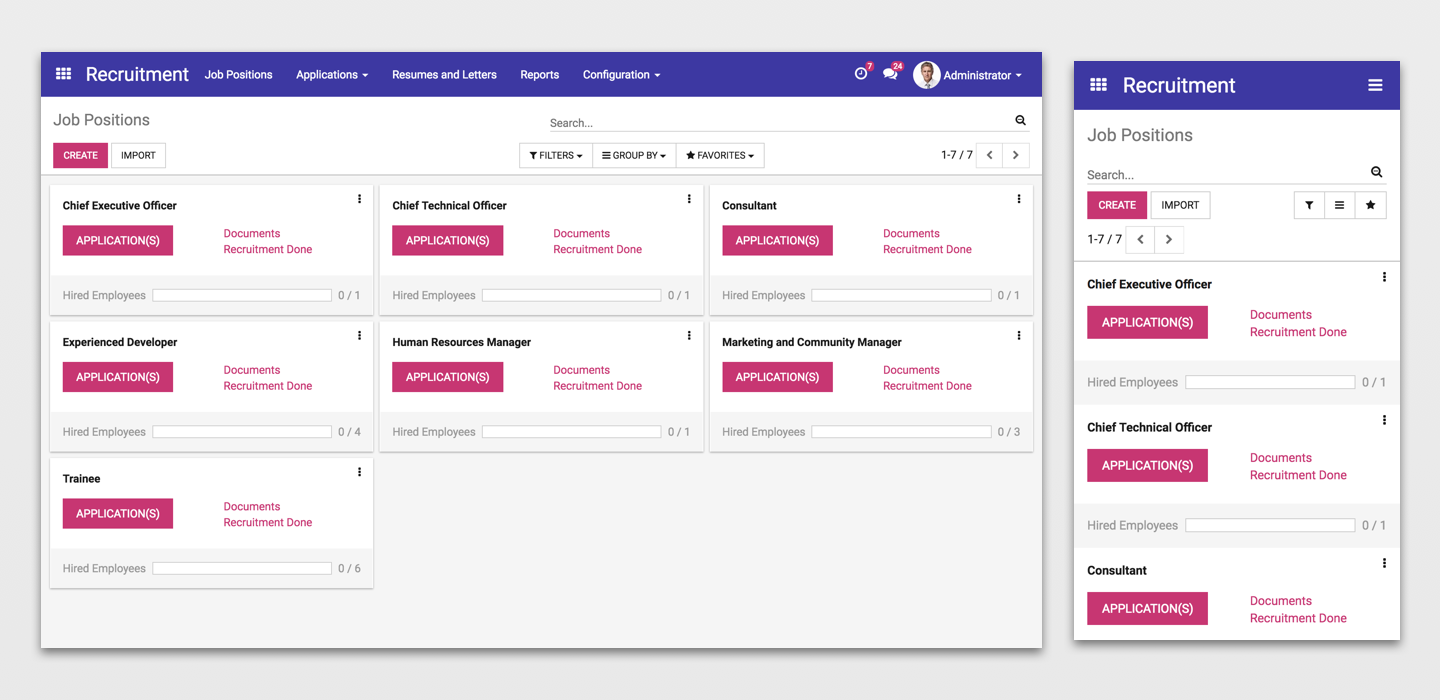 Recruitment Job Positions Applications Resumes and Letters Reports Configuration 7 24 Administrator
Job Positions
Search...
CREATE IMPORT FILTERS GROUP BY FAVORITES 1-7 / 7
Chief Executive Officer
APPLICATION(S)
Documents
Recruitment Done
Hired Employees 0 / 1
Chief Technical Officer
APPLICATION(S)
Documents
Recruitment Done
Hired Employees 0 / 1
Consultant
APPLICATION(S)
Documents
Recruitment Done
Hired Employees 0 / 1
Experienced Developer
APPLICATION(S)
Documents
Recruitment Done
Hired Employees 0 / 4
Human Resources Manager
APPLICATION(S)
Documents
Recruitment Done
Hired Employees 0 / 1
Marketing and Community Manager
APPLICATION(S)
Documents
Recruitment Done
Hired Employees 0 / 3
Trainee
APPLICATION(S)
Documents
Recruitment Done
Hired Employees 0 / 6
Recruitment
Job Positions
Search...
CREATE IMPORT
1-7 / 7
Chief Executive Officer
APPLICATION(S)
Documents
Recruitment Done
Hired Employees 0 / 1
Chief Technical Officer
APPLICATION(S)
Documents
Recruitment Done
Hired Employees 0 / 1
Consultant
APPLICATION(S)
Documents
Recruitment Done